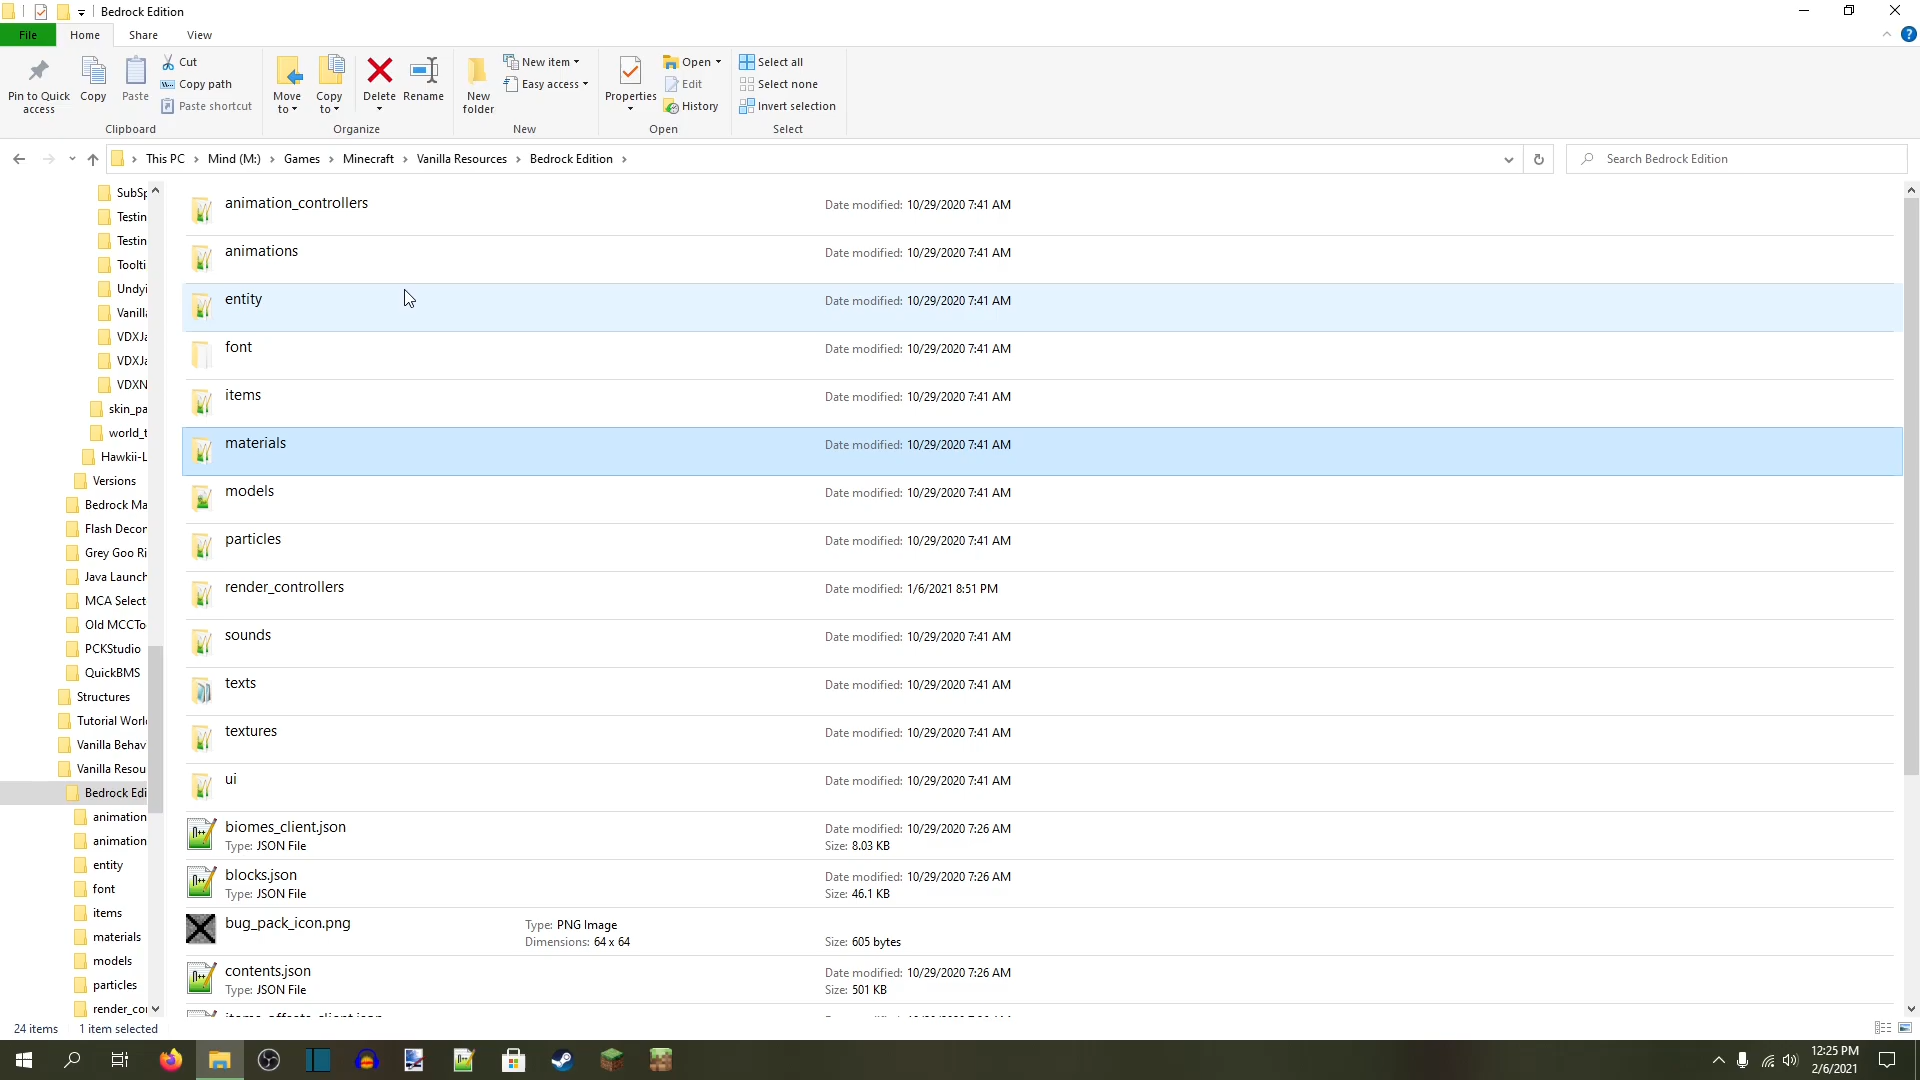 Bedrock Edition
File Home Share View
Pin to Quick access
Copy
Paste
Cut
Copy path
Paste shortcut
Clipboard
Move to
Copy to
Delete
Rename
Organize
New folder
New item
Easy access
New
Properties
Open
Edit
History
Open
Select all
Select none
Invert selection
Select
This PC Mind (M:) Games Minecraft Vanilla Resources Bedrock Edition
Search Bedrock Edition
SubSp
Testin
Testin
Toolti
Undyi
Vanilla
VDXJa
VDXJa
VDXN
skin_pa
world_t
Hawkii-L
Versions
Bedrock Ma
Flash Decor
Grey Goo Ri
Java Launch
MCA Select
Old MCCTo
PCKStudio
QuickBMS
Structures
Tutorial Worl
Vanilla Behav
Vanilla Resou
Bedrock Edi
animation
animation
entity
font
items
materials
models
particles
render_cor
animation_controllers Date modified: 10/29/2020 7:41 AM
animations Date modified: 10/29/2020 7:41 AM
entity Date modified: 10/29/2020 7:41 AM
font Date modified: 10/29/2020 7:41 AM
items Date modified: 10/29/2020 7:41 AM
materials Date modified: 10/29/2020 7:41 AM
models Date modified: 10/29/2020 7:41 AM
particles Date modified: 10/29/2020 7:41 AM
render_controllers Date modified: 1/6/2021 8:51 PM
sounds Date modified: 10/29/2020 7:41 AM
texts Date modified: 10/29/2020 7:41 AM
textures Date modified: 10/29/2020 7:41 AM
ui Date modified: 10/29/2020 7:41 AM
biomes_client.json Date modified: 10/29/2020 7:26 AM
Type: JSON File Size: 8.03 KB
blocks.json Date modified: 10/29/2020 7:26 AM
Type: JSON File Size: 46.1 KB
bug_pack_icon.png Type: PNG Image
Dimensions: 64 x 64 Size: 605 bytes
contents.json Date modified: 10/29/2020 7:26 AM
Type: JSON File Size: 501 KB
24 items 1 item selected
12:25 PM
2/6/2021